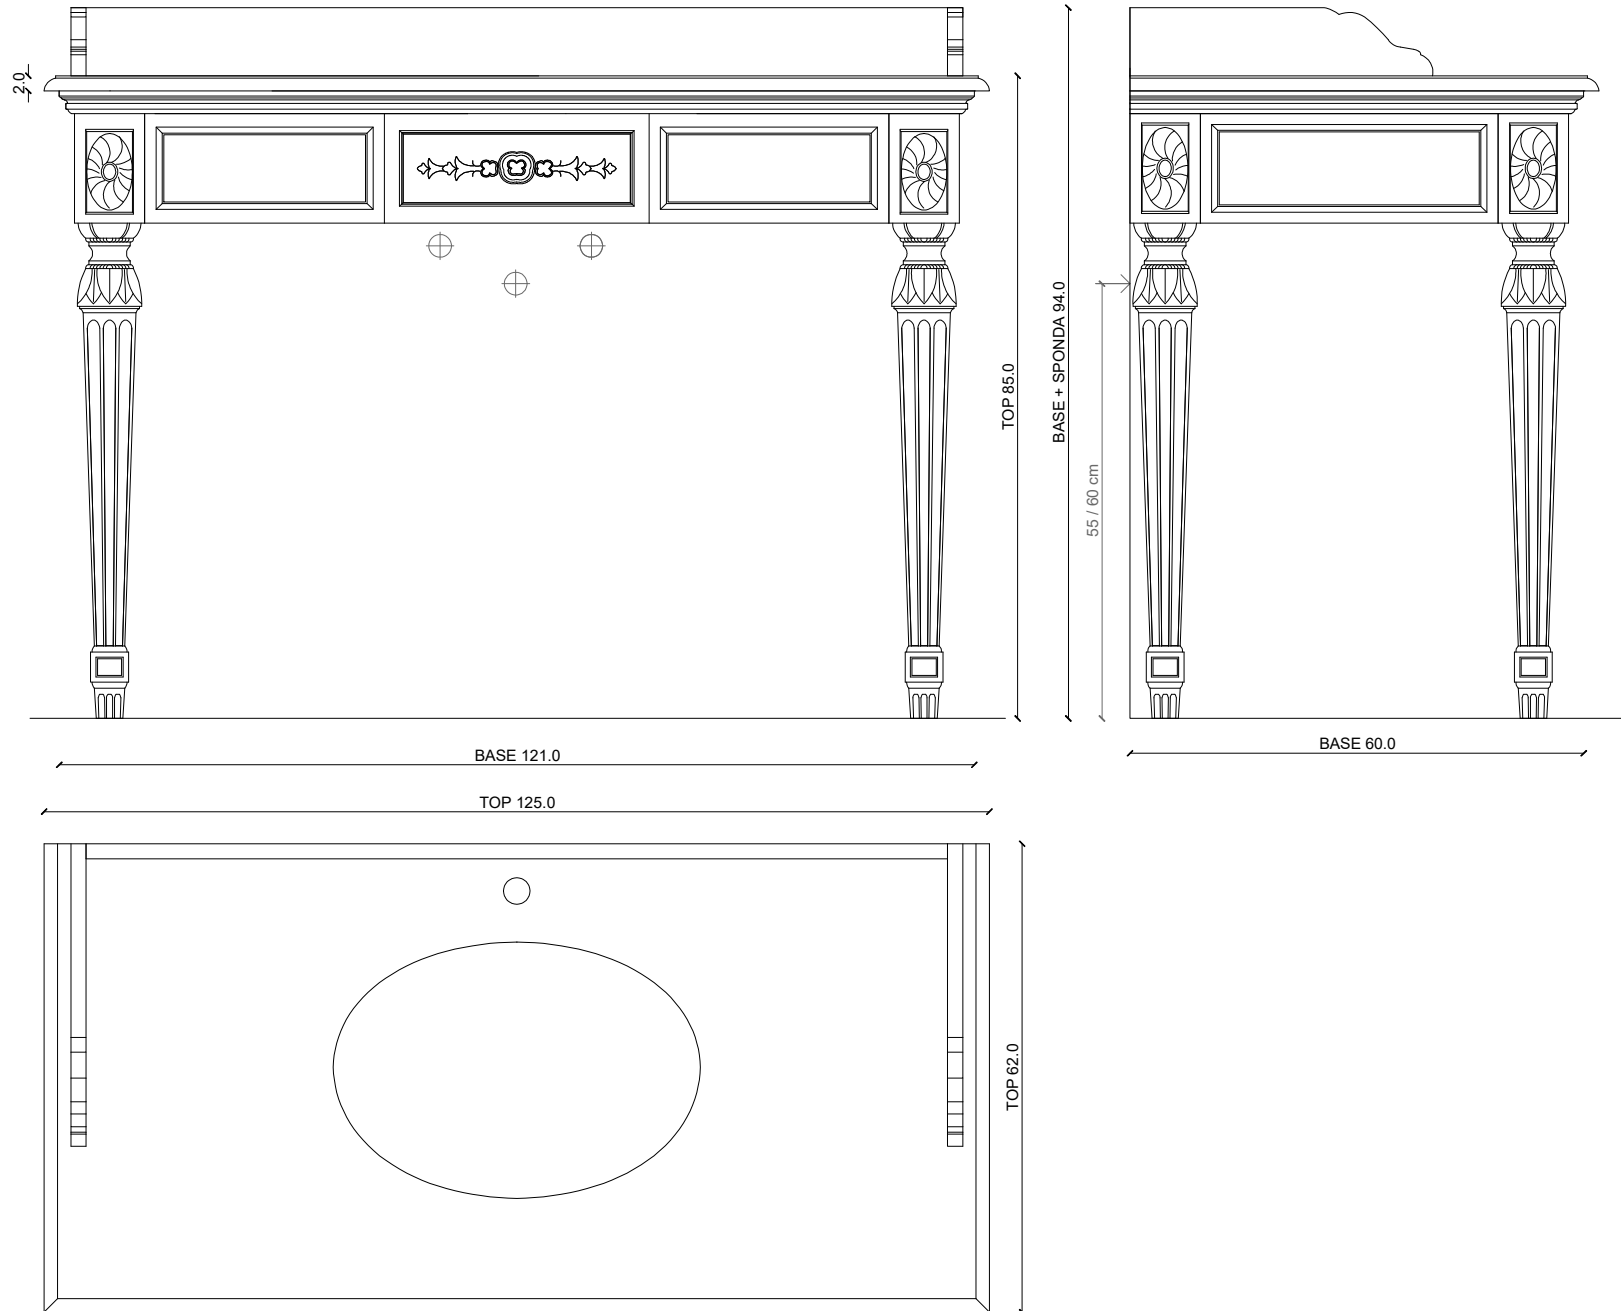 2.0
TOP 85.0
BASE + SPONDA 94.0
55 / 60 cm
BASE 121.0
BASE 60.0
TOP 125.0
TOP 62.0